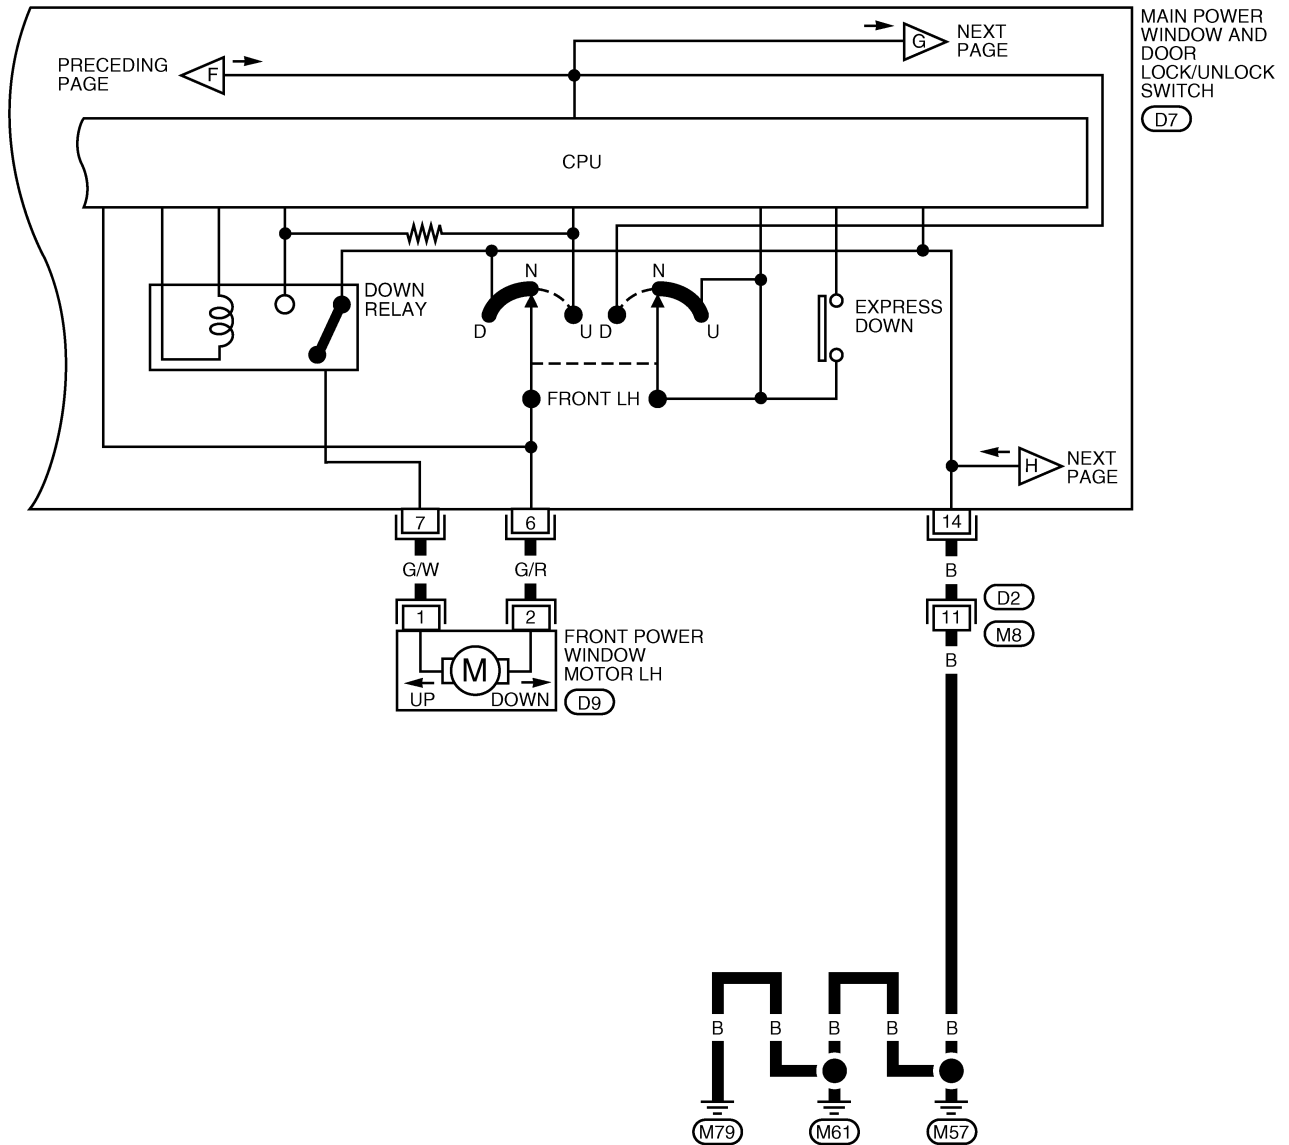 MAIN POWER
WINDOW AND
DOOR
LOCK/UNLOCK
SWITCH
D7
G
NEXT
PAGE
PRECEDING
PAGE
F
CPU
DOWN
RELAY
N
D
U
N
D
U
EXPRESS
DOWN
FRONT LH
H
NEXT
PAGE
7
6
14
G/W
G/R
B
1
2
11
D2
M8
B
M
UP
DOWN
FRONT POWER
WINDOW
MOTOR LH
D9
B
B
B
B
B
M79
M61
M57